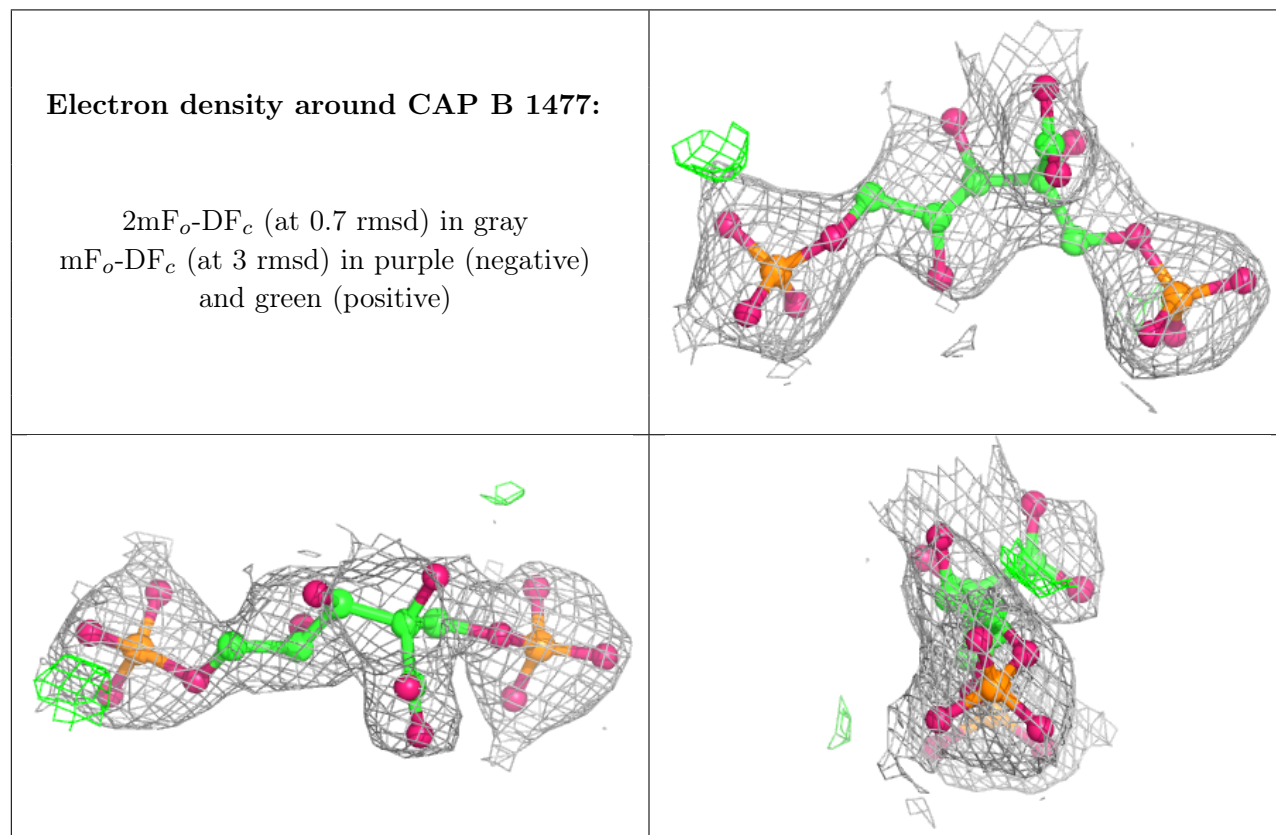 Electron density around CAP B 1477:
2mFₒ-DF𝒸 (at 0.7 rmsd) in gray
mFₒ-DF𝒸 (at 3 rmsd) in purple (negative)
and green (positive)